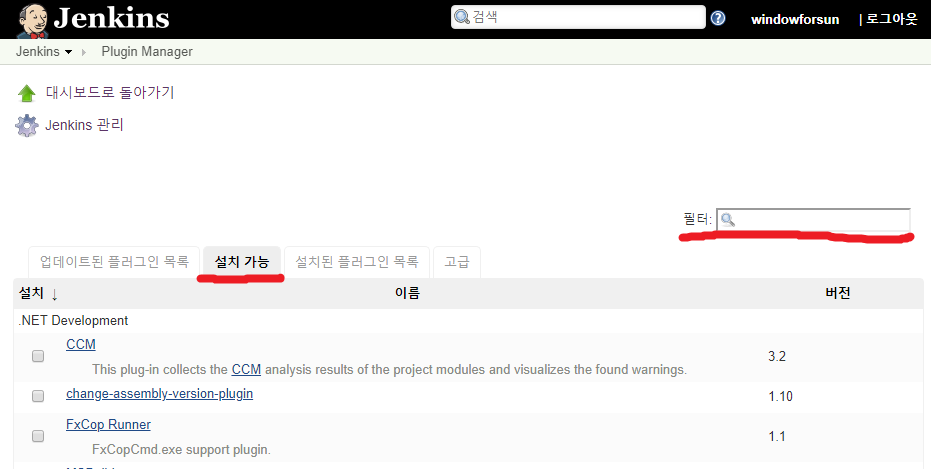 Jenkins
검색
windowforsun | 로그아웃
Jenkins Plugin Manager
대시보드로 돌아가기
Jenkins 관리
필터:
업데이트된 플러그인 목록 설치 가능 설치된 플러그인 목록 고급
설치 ↓ 이름 버전
.NET Development
CCM
This plug-in collects the CCM analysis results of the project modules and visualizes the found warnings.
3.2
change-assembly-version-plugin
1.10
FxCop Runner
FxCopCmd.exe support plugin.
1.1